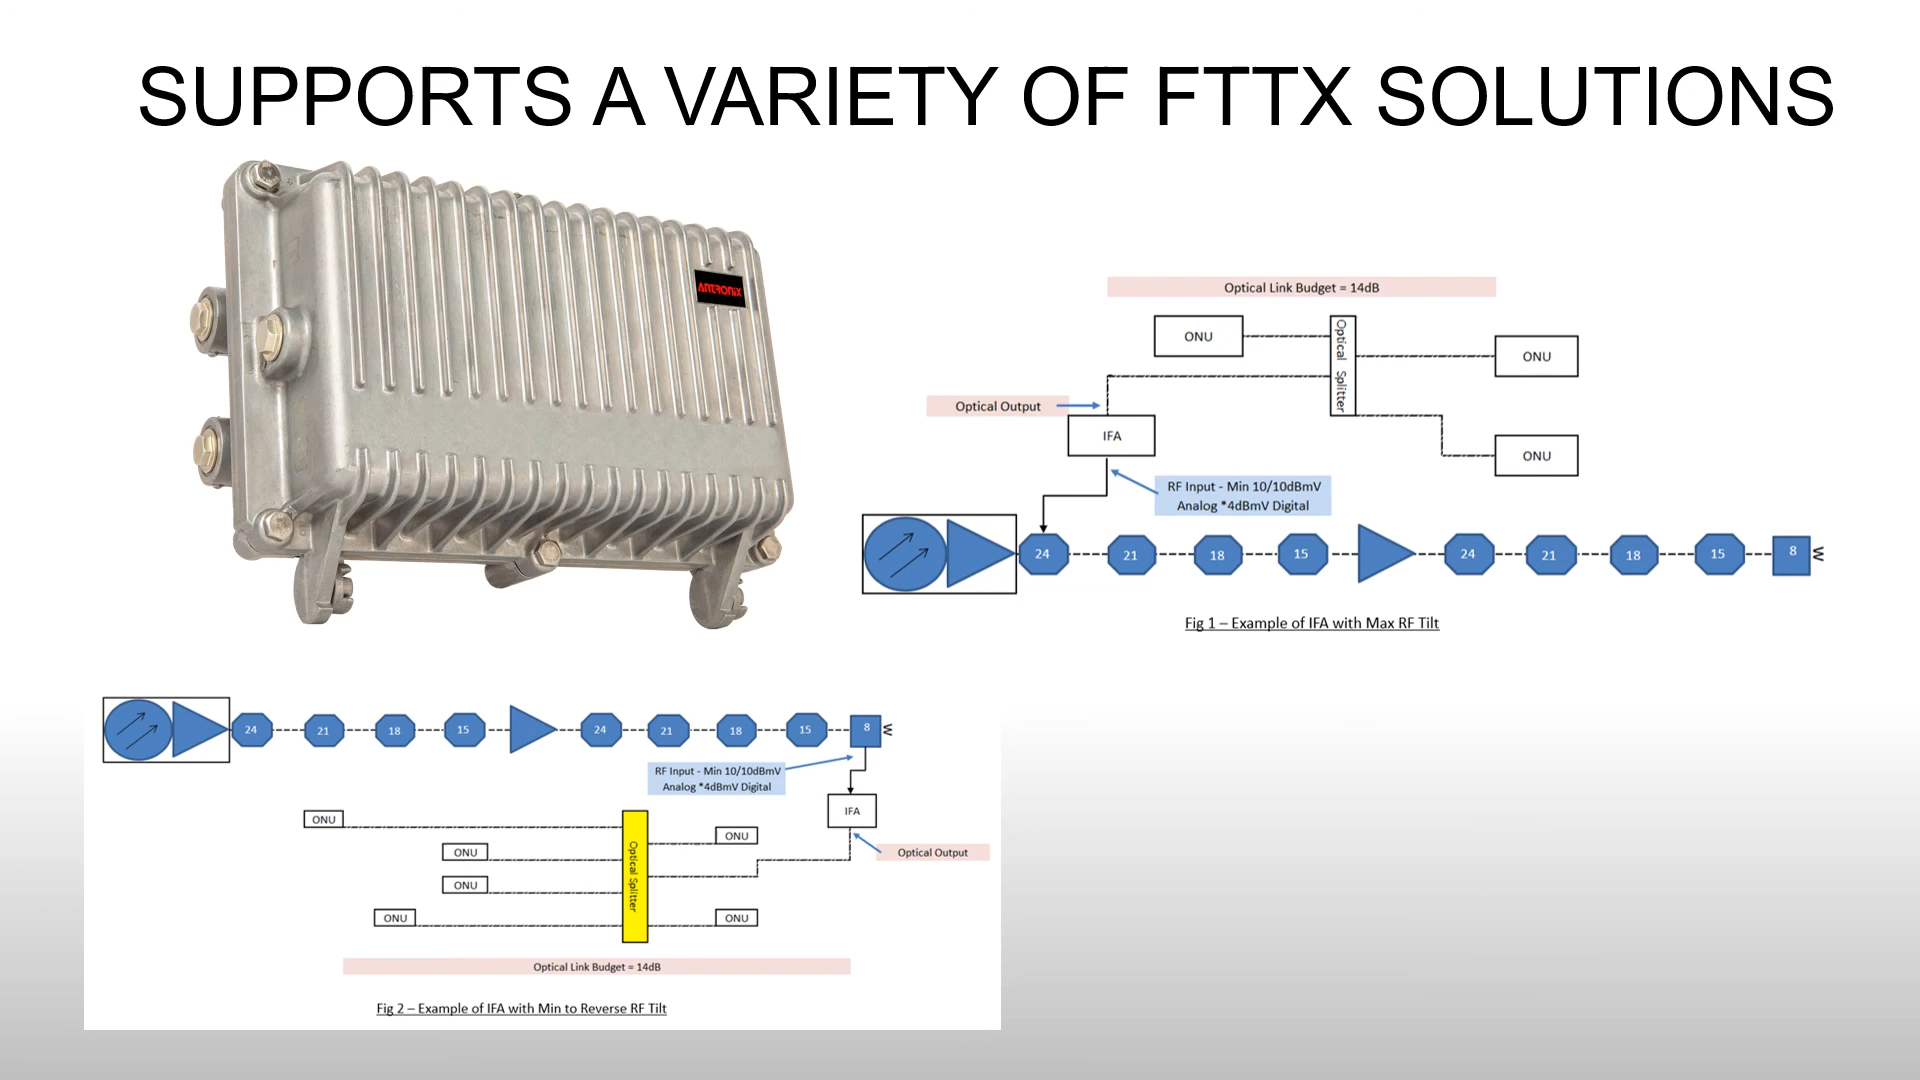 SUPPORTS A VARIETY OF FTTX SOLUTIONS
ANTRONIX
Optical Link Budget = 14dB
ONU
Optical Splitter
ONU
Optical Output
IFA
ONU
RF Input - Min 10/10dBmV
Analog *4dBmV Digital
24 21 18 15 24 21 18 15 8 W
Fig 1 – Example of IFA with Max RF Tilt
24 21 18 15 24 21 18 15 8 W
RF Input - Min 10/10dBmV
Analog *4dBmV Digital
IFA
ONU
Optical Splitter
ONU
ONU
Optical Output
ONU
ONU
ONU
Optical Link Budget = 14dB
Fig 2 – Example of IFA with Min to Reverse RF Tilt